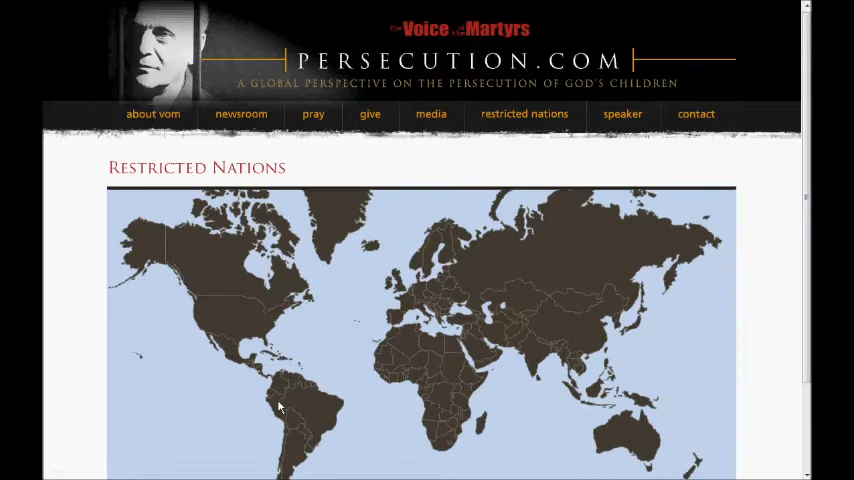 The Voice of the Martyrs
PERSECUTION.COM
A GLOBAL PERSPECTIVE ON THE PERSECUTION OF GOD'S CHILDREN
about vom newsroom pray give media restricted nations speaker contact
RESTRICTED NATIONS